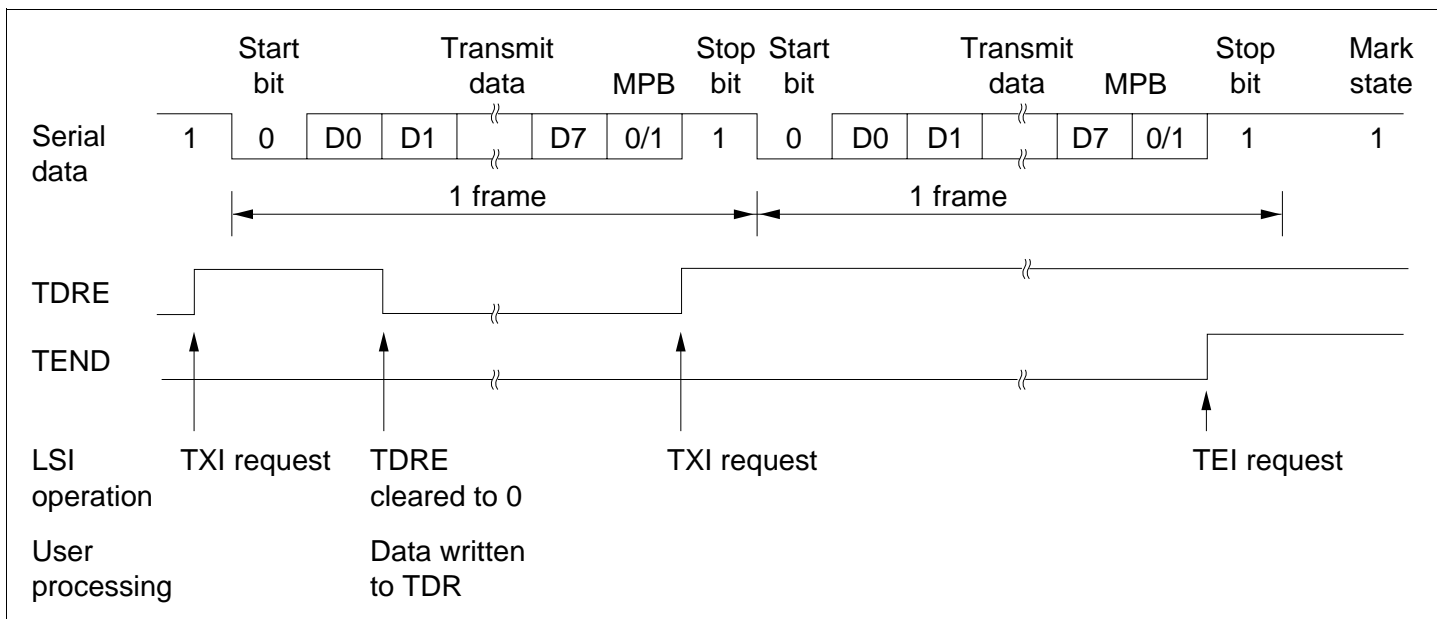 Start Transmit Stop Start Transmit Stop Mark
bit data MPB bit bit data MPB bit state
Serial 1 0 D0 D1 D7 0/1 1 0 D0 D1 D7 0/1 1 1
data
1 frame 1 frame
TDRE
TEND
LSI TXI request TDRE TXI request TEI request
operation cleared to 0
User Data written
processing to TDR